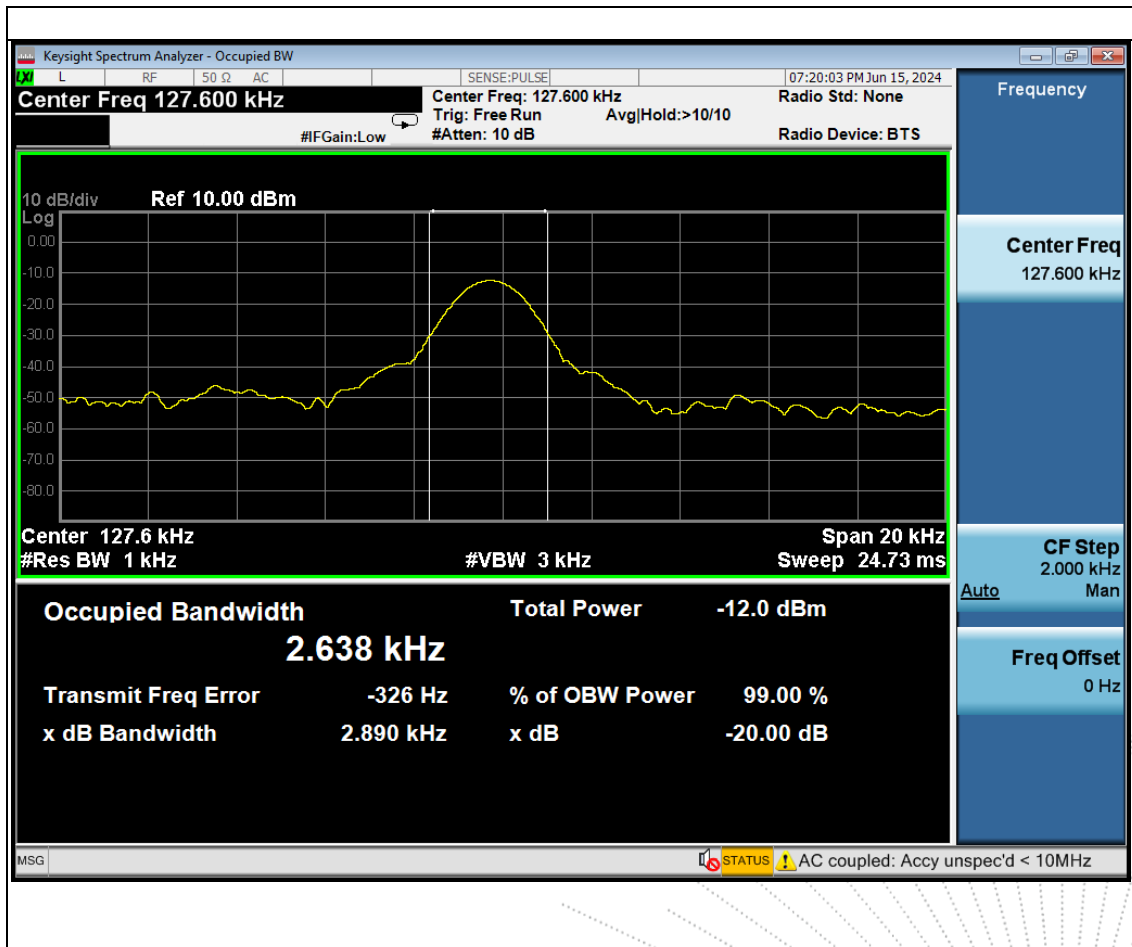 Keysight Spectrum Analyzer - Occupied BW
LXI L RF 50 Ω AC SENSE:PULSE 07:20:03 PM Jun 15, 2024
Center Freq 127.600 kHz
Center Freq: 127.600 kHz Radio Std: None
Trig: Free Run Avg|Hold:>10/10
#IFGain:Low #Atten: 10 dB Radio Device: BTS
10 dB/div Ref 10.00 dBm
Log
0.00
-10.0
-20.0
-30.0
-40.0
-50.0
-60.0
-70.0
-80.0
Center 127.6 kHz Span 20 kHz
#Res BW 1 kHz #VBW 3 kHz Sweep 24.73 ms
Occupied Bandwidth Total Power -12.0 dBm
2.638 kHz
Transmit Freq Error -326 Hz % of OBW Power 99.00 %
x dB Bandwidth 2.890 kHz x dB -20.00 dB
Frequency
Center Freq
127.600 kHz
CF Step
2.000 kHz
Auto Man
Freq Offset
0 Hz
MSG STATUS AC coupled: Accy unspec'd < 10MHz